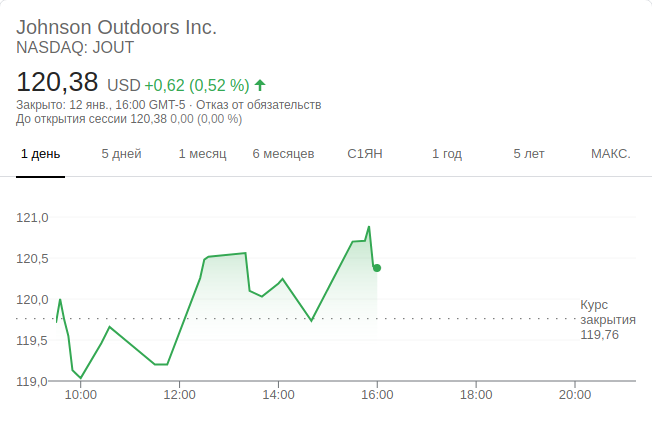 Johnson Outdoors Inc.
NASDAQ: JOUT
120,38 USD +0,62 (0,52 %)
Закрыто: 12 янв., 16:00 GMT-5 · Отказ от обязательств
До открытия сессии 120,38 0,00 (0,00 %)
1 день 5 дней 1 месяц 6 месяцев С1ЯН 1 год 5 лет МАКС.
121,0
120,5
120,0
119,5
119,0
Курс
закрытия
119,76
10:00 12:00 14:00 16:00 18:00 20:00